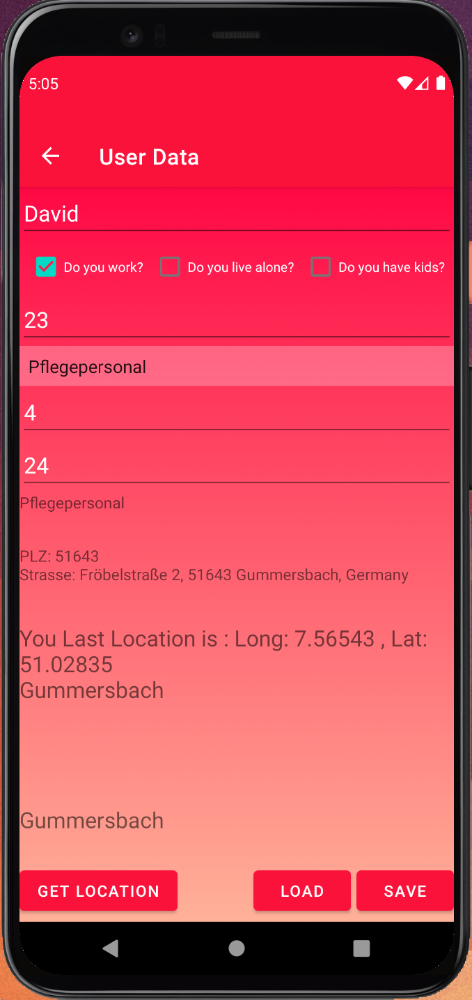 5:05
User Data
David
Do you work? Do you live alone? Do you have kids?
23
Pflegepersonal
4
24
Pflegepersonal
PLZ: 51643
Strasse: Fröbelstraße 2, 51643 Gummersbach, Germany
You Last Location is : Long: 7.56543 , Lat:
51.02835
Gummersbach
Gummersbach
GET LOCATION LOAD SAVE